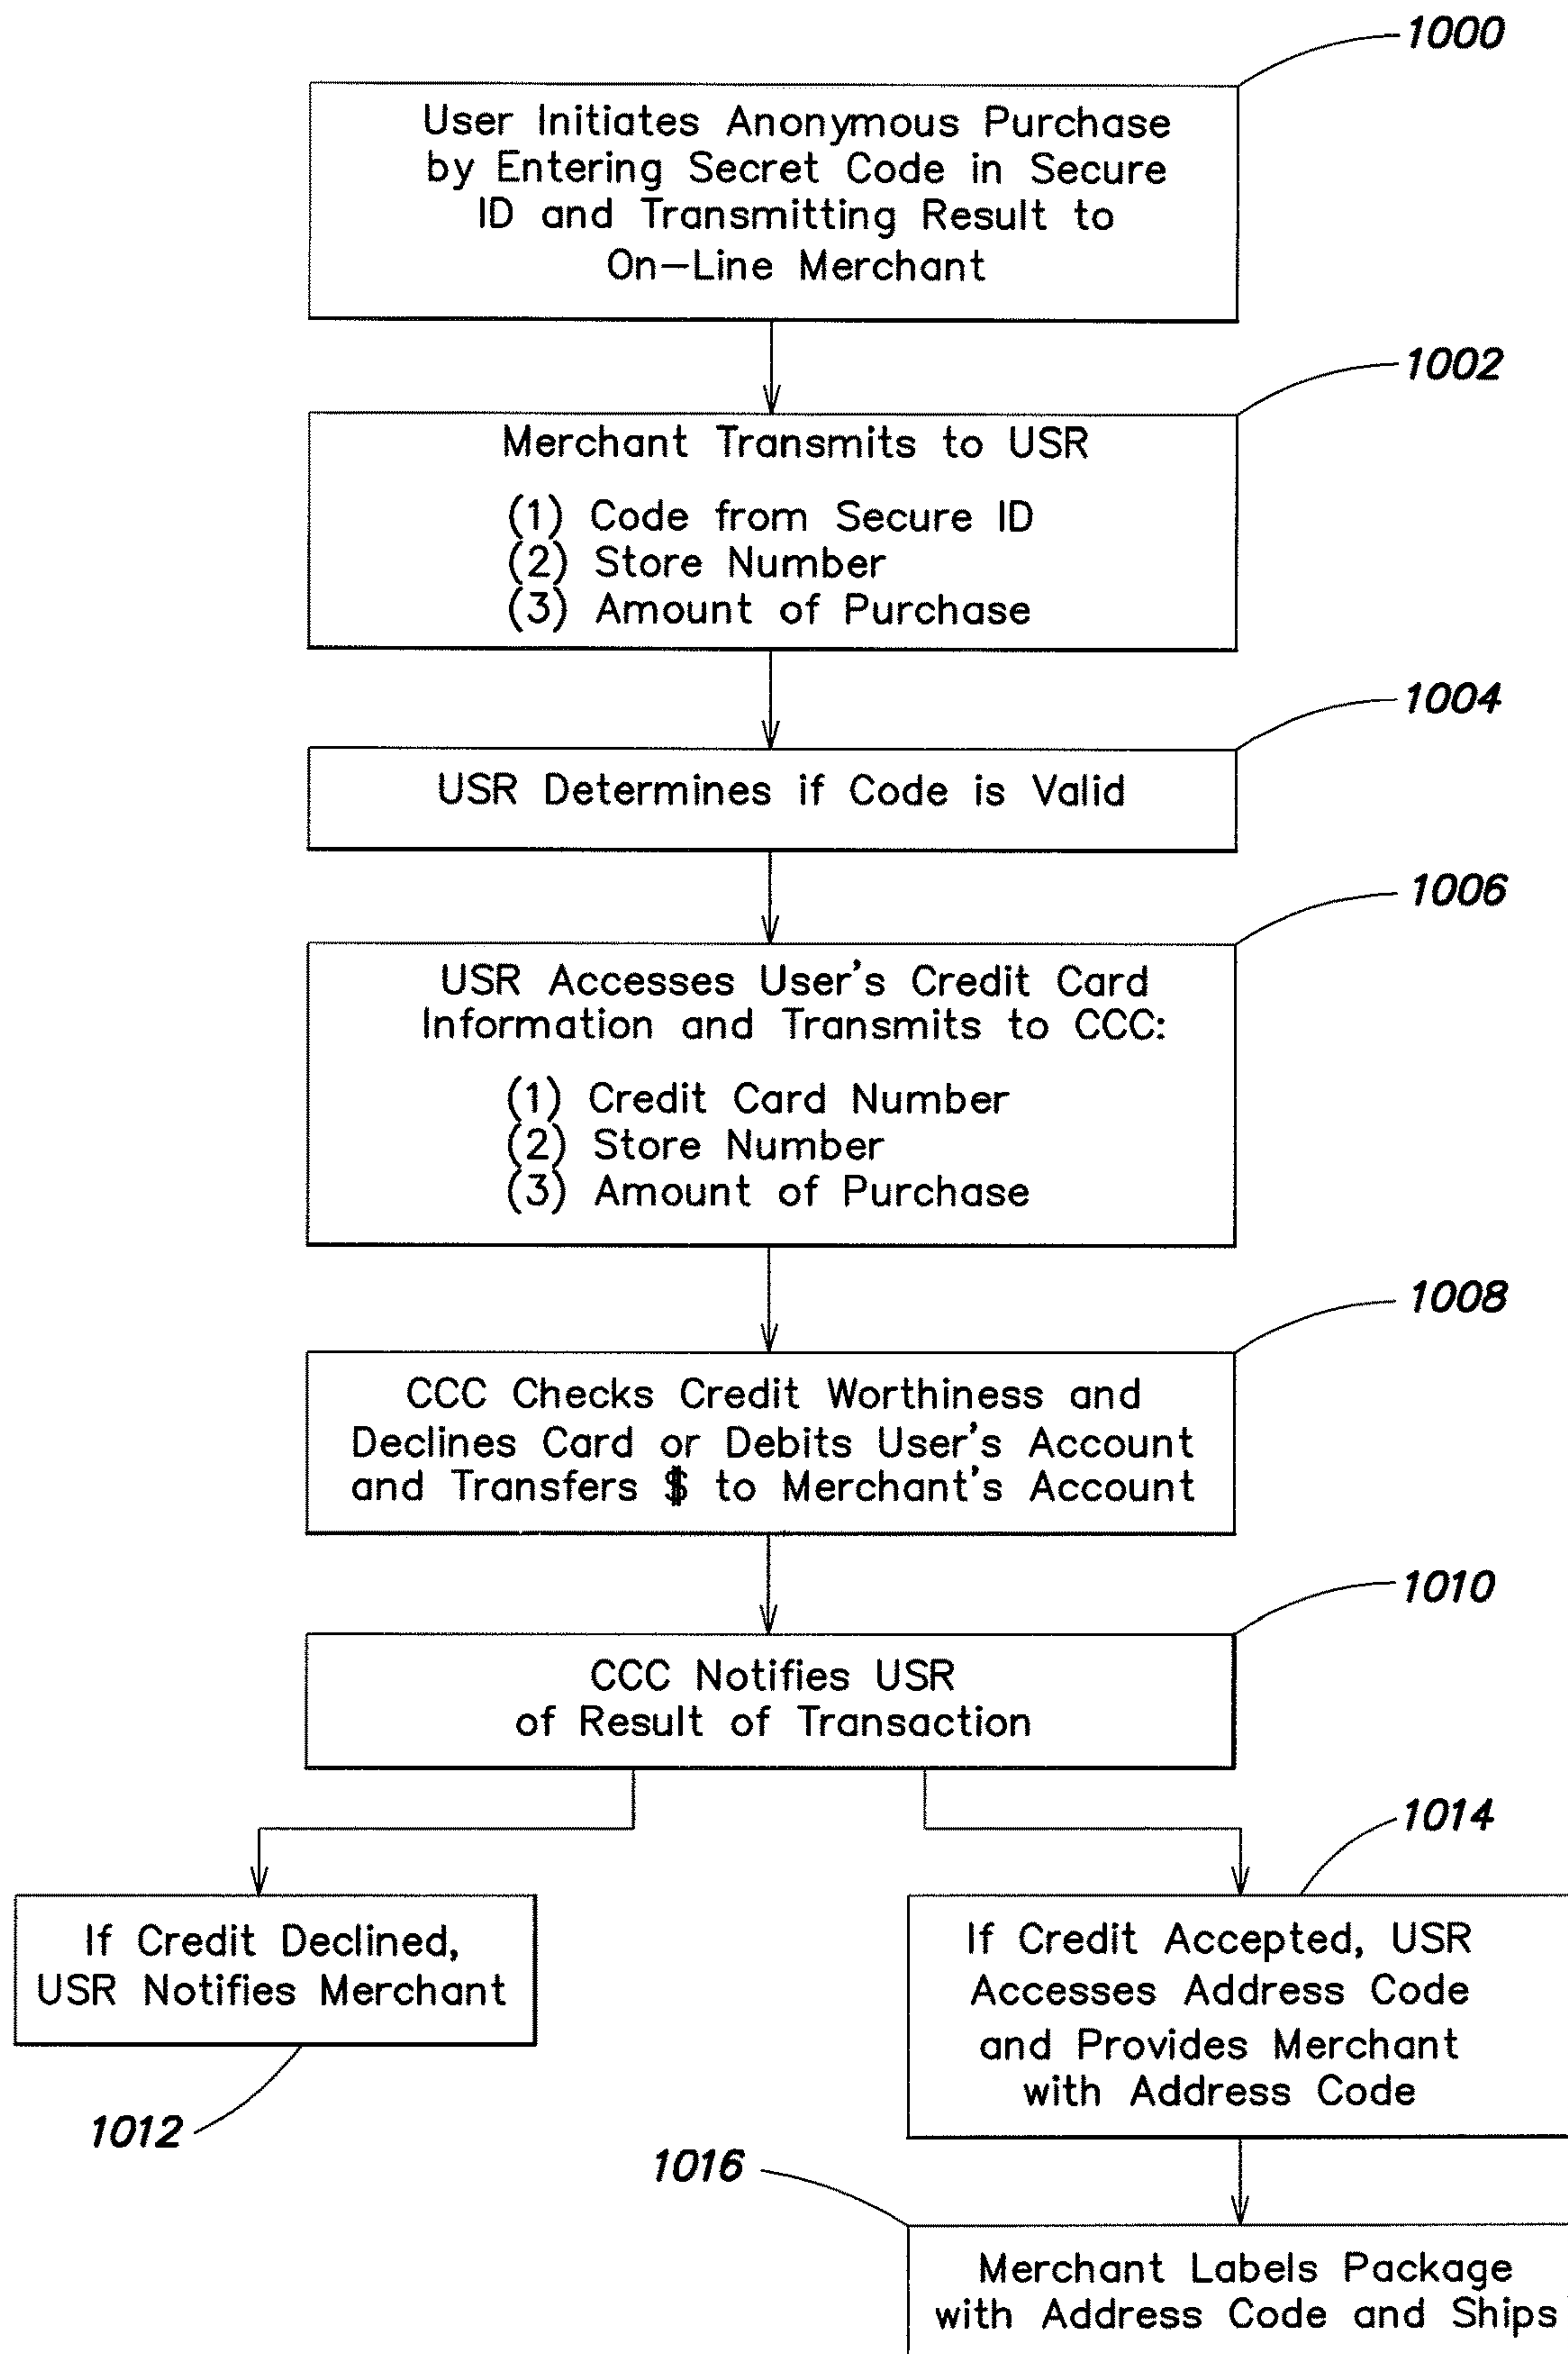 1000
User Initiates Anonymous Purchase
by Entering Secret Code in Secure
ID and Transmitting Result to
On-Line Merchant
1002
Merchant Transmits to USR
(1) Code from Secure ID
(2) Store Number
(3) Amount of Purchase
1004
USR Determines if Code is Valid
1006
USR Accesses User's Credit Card
Information and Transmits to CCC:
(1) Credit Card Number
(2) Store Number
(3) Amount of Purchase
1008
CCC Checks Credit Worthiness and
Declines Card or Debits User's Account
and Transfers $ to Merchant's Account
1010
CCC Notifies USR
of Result of Transaction
1014
If Credit Declined,
USR Notifies Merchant
1012
If Credit Accepted, USR
Accesses Address Code
and Provides Merchant
with Address Code
1016
Merchant Labels Package
with Address Code and Ships